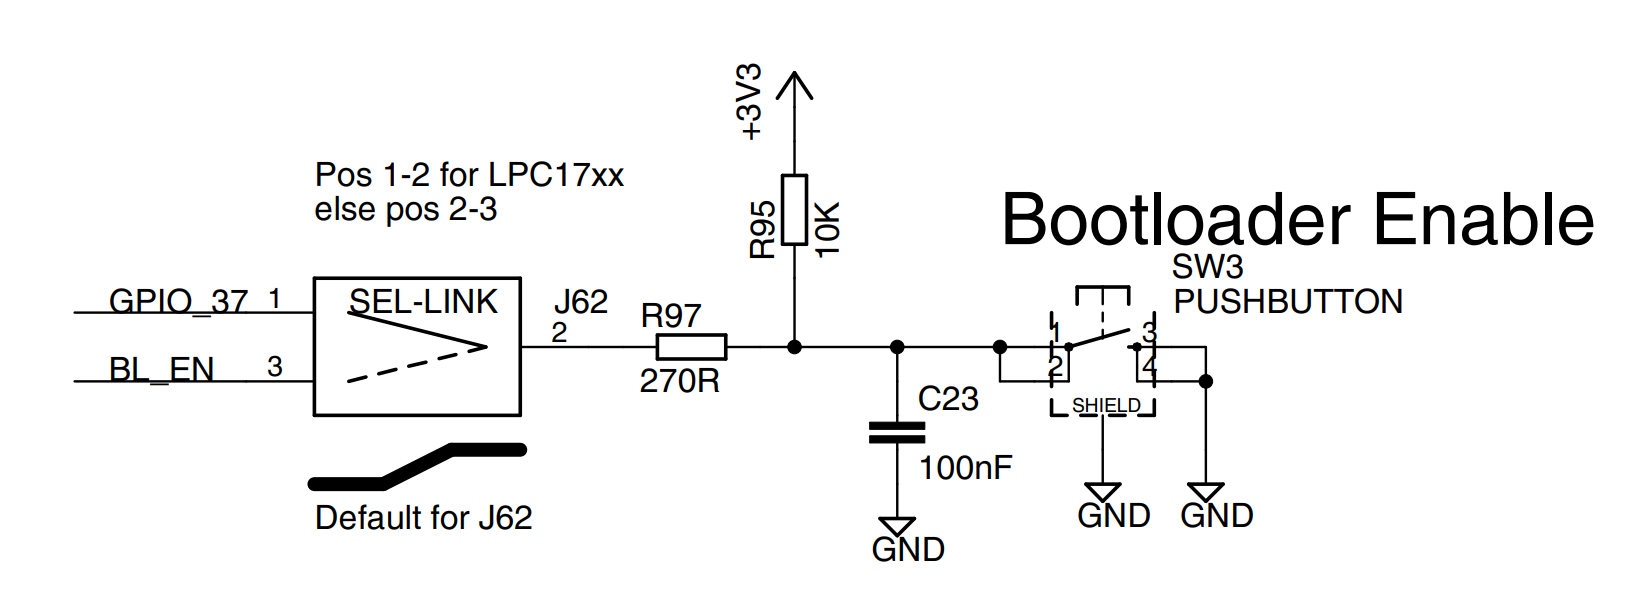 +3V3
Pos 1-2 for LPC17xx
else pos 2-3
R95
10K
Bootloader Enable
SW3
PUSHBUTTON
GPIO_37
1
SEL-LINK
J62
2
R97
270R
BL_EN
3
1
2
3
4
SHIELD
C23
100nF
Default for J62
GND
GND
GND